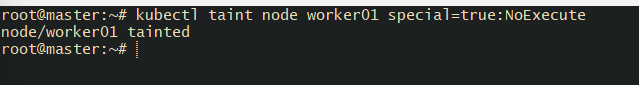 root@master:~# kubectl taint node worker01 special=true:NoExecute
node/worker01 tainted
root@master:~#